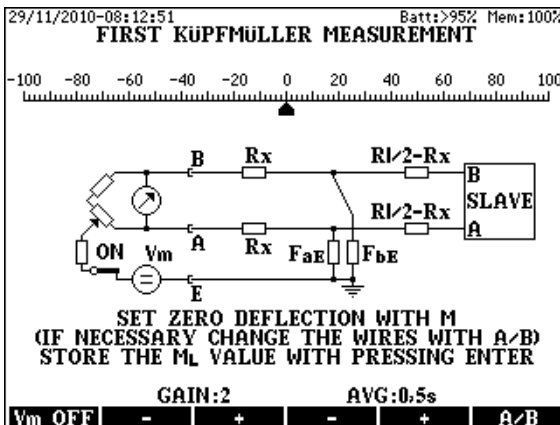 29/11/2010-08:12:51 Batt:>95% Mem:100%
FIRST KÜPFMÜLLER MEASUREMENT
-100 -80 -60 -40 -20 0 20 40 60 80 100
B Rx Rl/2-Rx B
SLAVE
Rl/2-Rx
ON Vm A Rx FaE FbE A
E
SET ZERO DEFLECTION WITH M
(IF NECESSARY CHANGE THE WIRES WITH A/B)
STORE THE ML VALUE WITH PRESSING ENTER
GAIN:2 AVG:0,5s
Vm OFF - + - + A/B